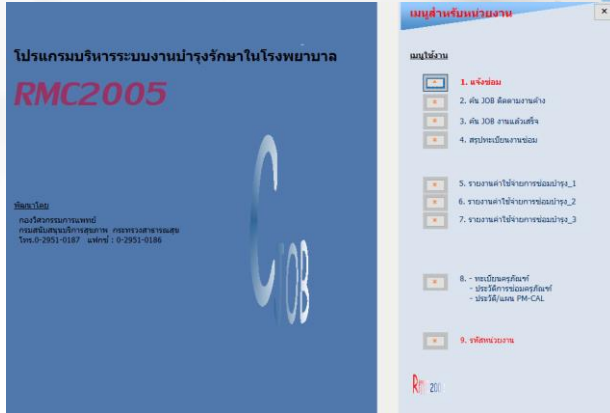 โปรแกรมบริหารระบบงานบำรุงรักษาในโรงพยาบาล
RMC2005
CJOB
พัฒนาโดย
กองวิศวกรรมการแพทย์
กรมสนับสนุนบริการสุขภาพ กระทรวงสาธารณสุข
โทร.0-2951-0187 แฟกซ์ : 0-2951-0186
เมนูสำหรับหน่วยงาน
เมนูใช้งาน
1. แจ้งซ่อม
2. ค้น JOB ติดตามงานค้าง
3. ค้น JOB งานแล้วเสร็จ
4. สรุปทะเบียนงานซ่อม
5. รายงานค่าใช้จ่ายการซ่อมบำรุง_1
6. รายงานค่าใช้จ่ายการซ่อมบำรุง_2
7. รายงานค่าใช้จ่ายการซ่อมบำรุง_3
8. - ทะเบียนครุภัณฑ์
- ประวัติการซ่อมครุภัณฑ์
- ประวัติ/แผน PM-CAL
9. รหัสหน่วยงาน